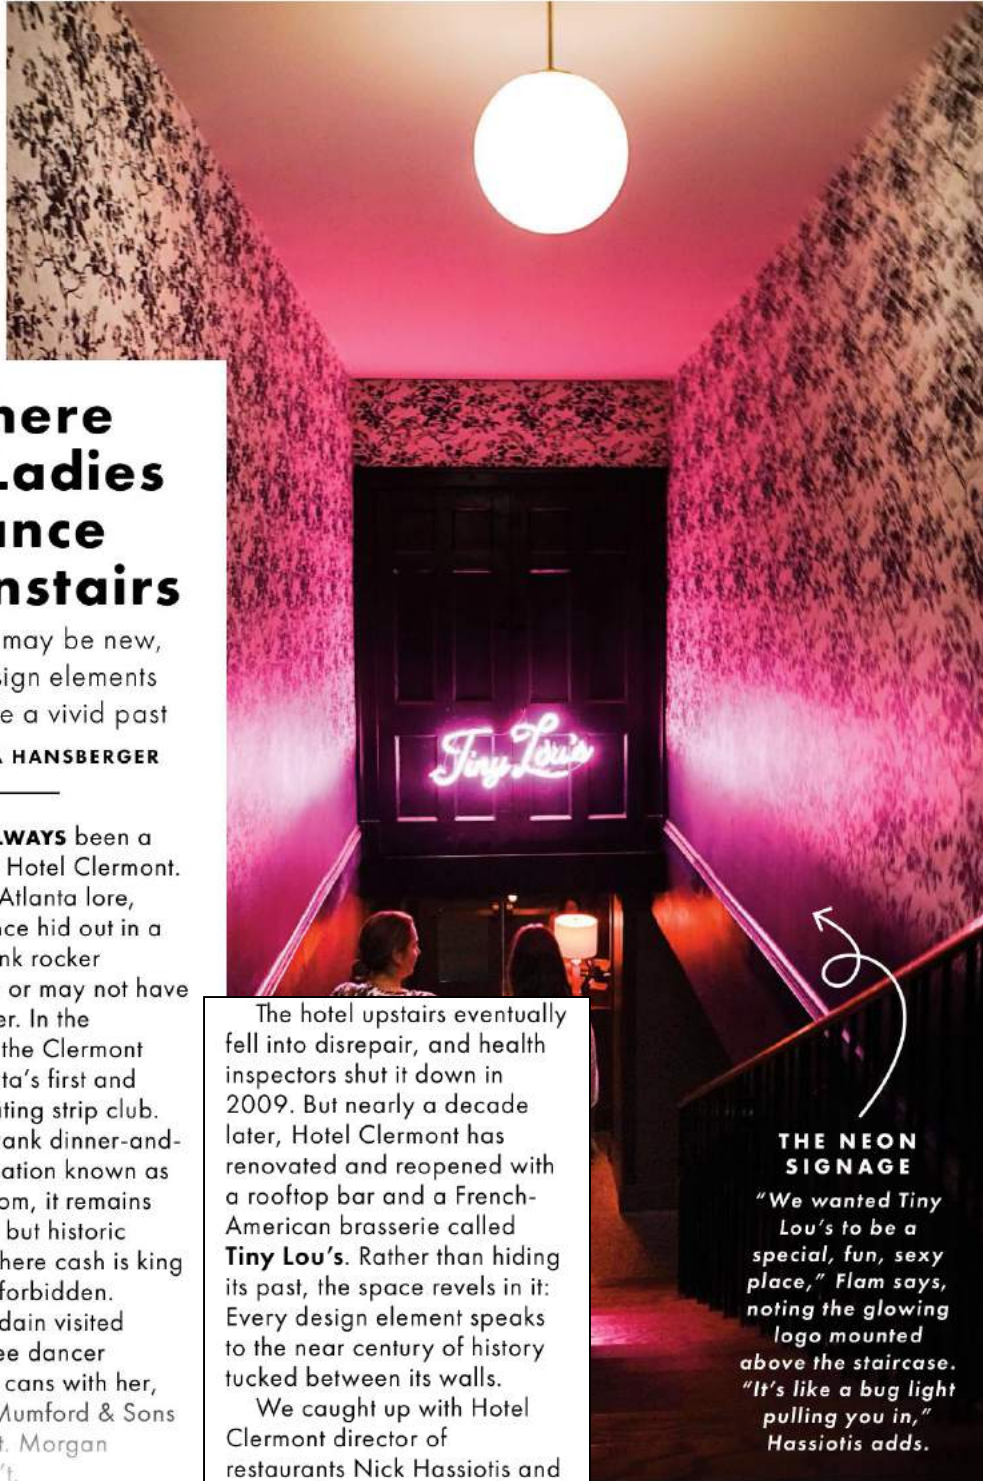 here
Ladies
ance
nstairs
may be new,
sign elements
e a vivid past
A HANSBERGER
LWAYS been a
Hotel Clermont.
Atlanta lore,
nce hid out in a
nk rocker
or may not have
er. In the
the Clermont
ta's first and
ating strip club.
ank dinner-and-
ation known as
om, it remains
but historic
here cash is king
forbidden.
dain visited
ee dancer
cans with her,
Mumford & Sons
t. Morgan
't.
Tiny Lou's
The hotel upstairs eventually
fell into disrepair, and health
inspectors shut it down in
2009. But nearly a decade
later, Hotel Clermont has
renovated and reopened with
a rooftop bar and a French-
American brasserie called
Tiny Lou's. Rather than hiding
its past, the space revels in it:
Every design element speaks
to the near century of history
tucked between its walls.
We caught up with Hotel
Clermont director of
restaurants Nick Hassiotis and
THE NEON
SIGNAGE
"We wanted Tiny
Lou's to be a
special, fun, sexy
place," Flam says,
noting the glowing
logo mounted
above the staircase.
"It's like a bug light
pulling you in,"
Hassiotis adds.